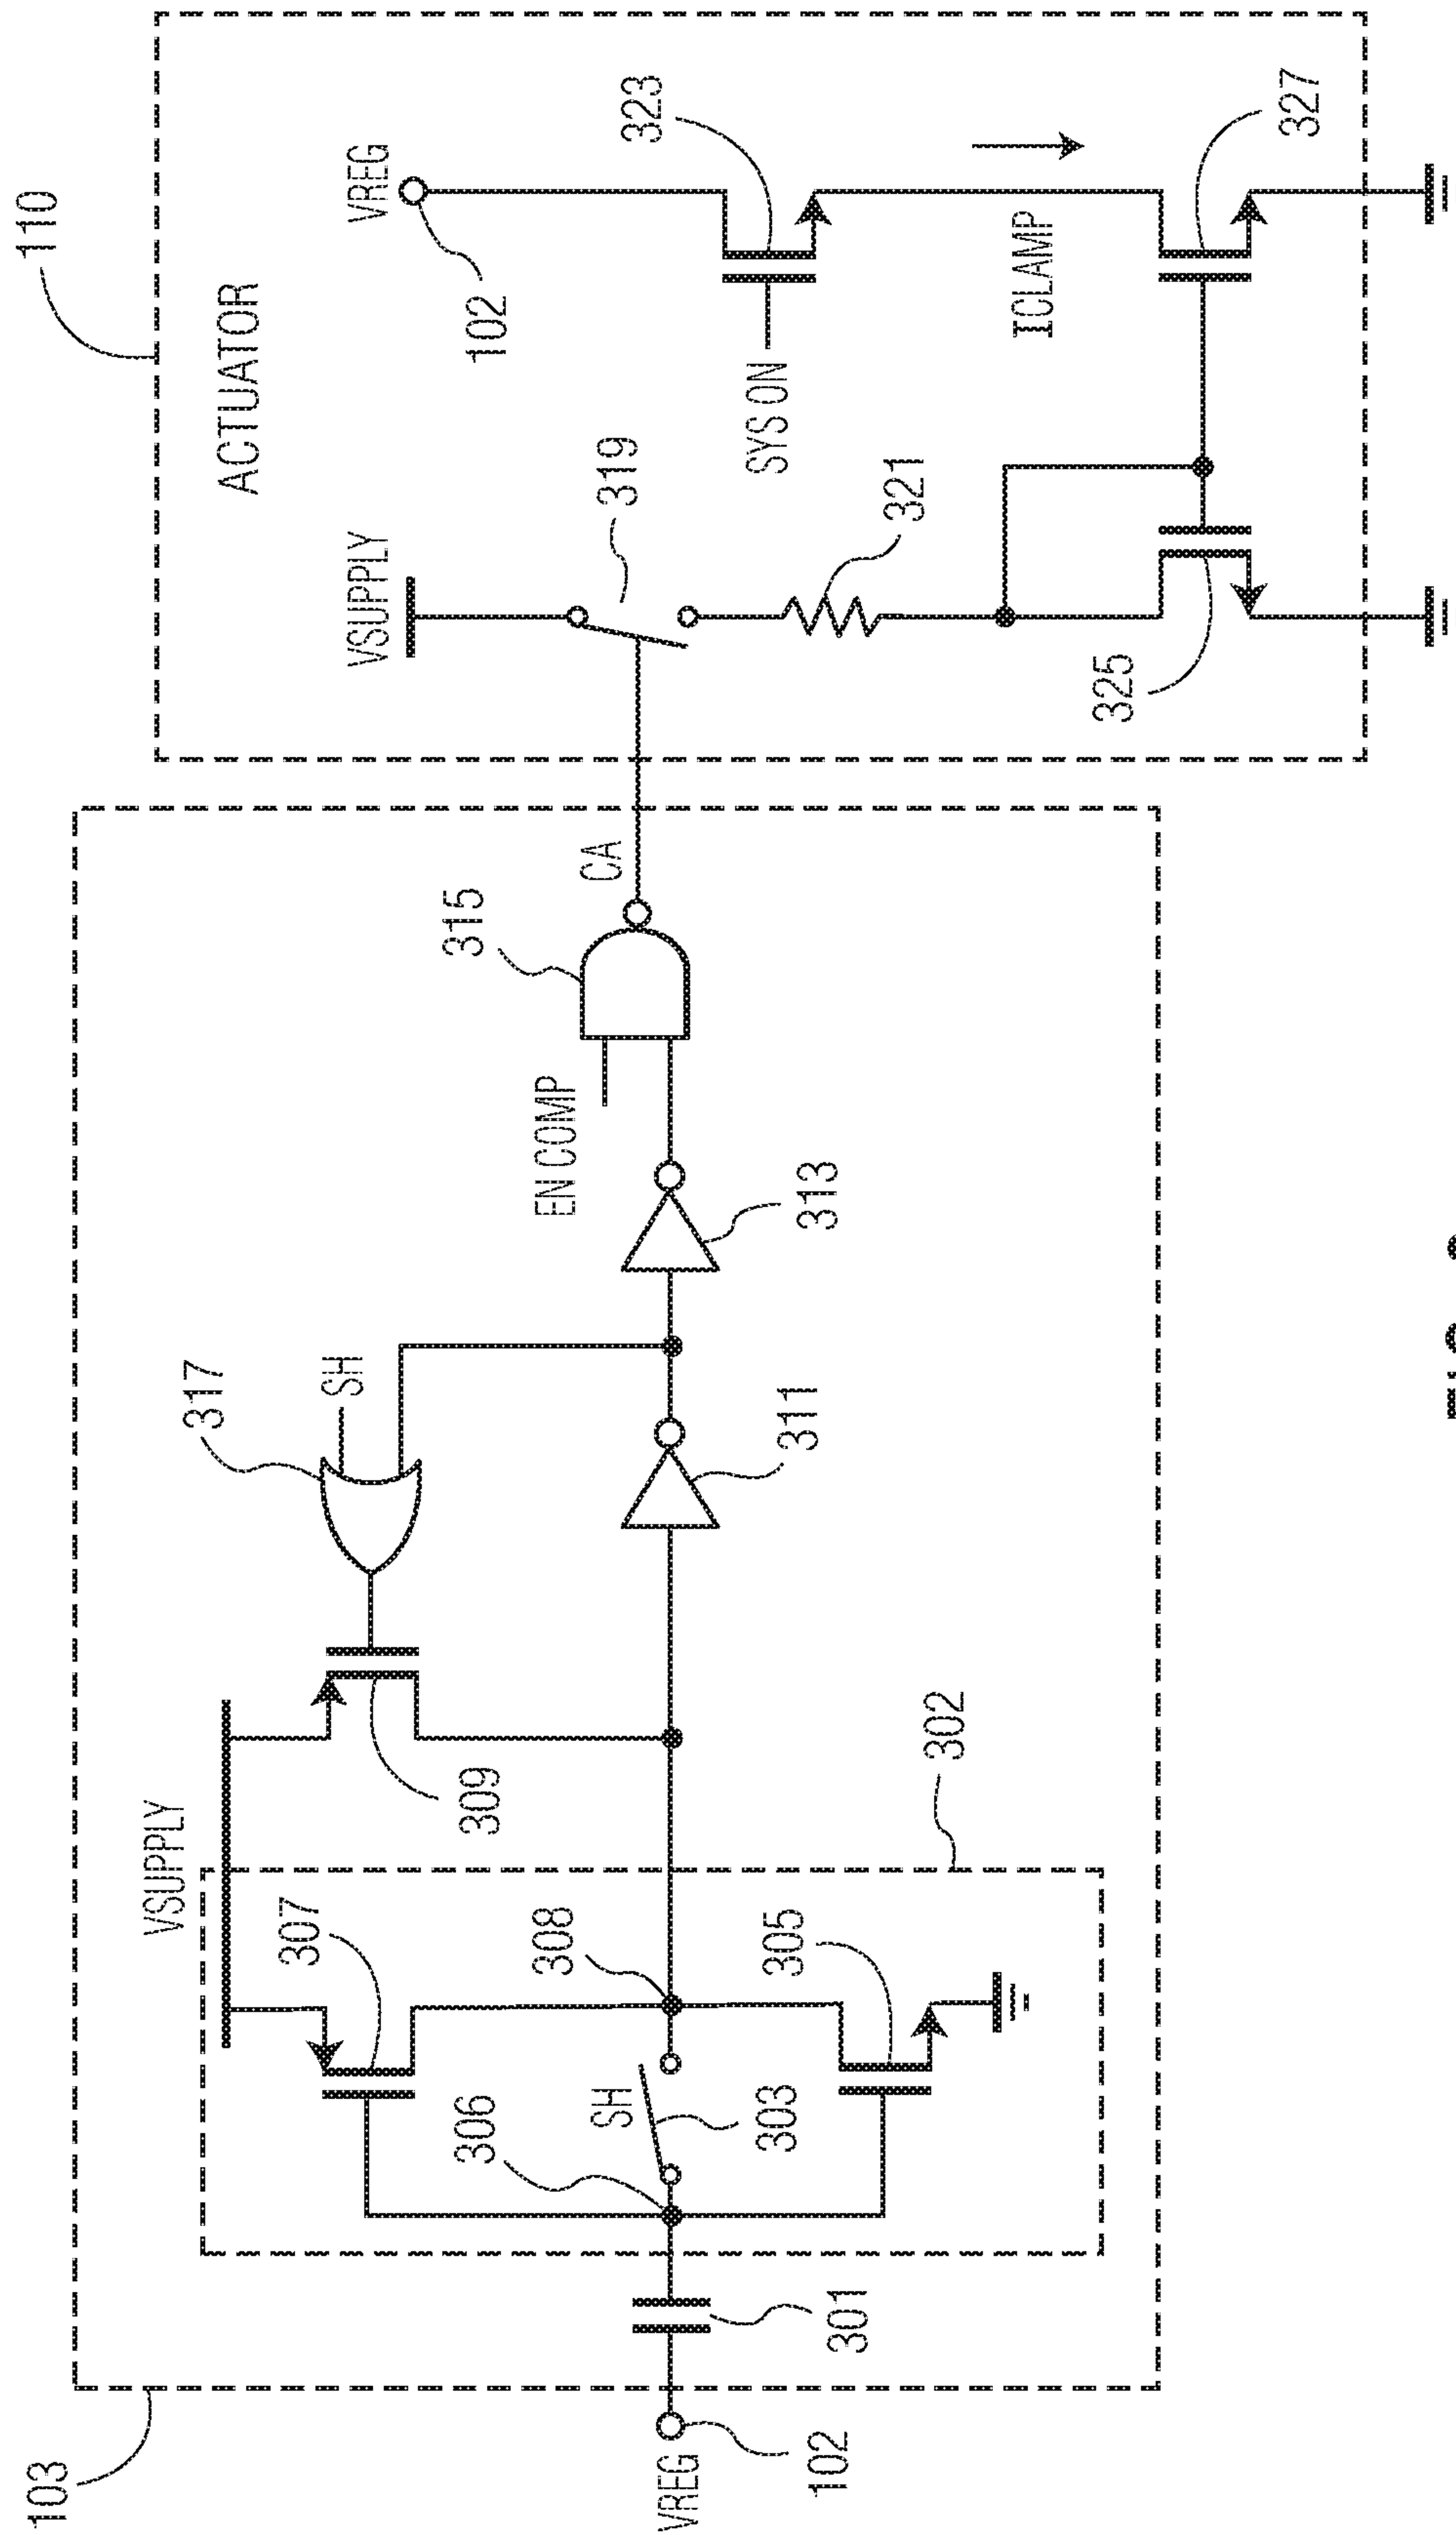 110
ACTUATOR
VSUPPLY
VREG
102
319
SYS ON
323
321
ICLAMP
325
327
103
VSUPPLY
317
SH
307
309
315
CA
EN COMP
306
308
SH
303
VREG
102
301
305
302
311
313